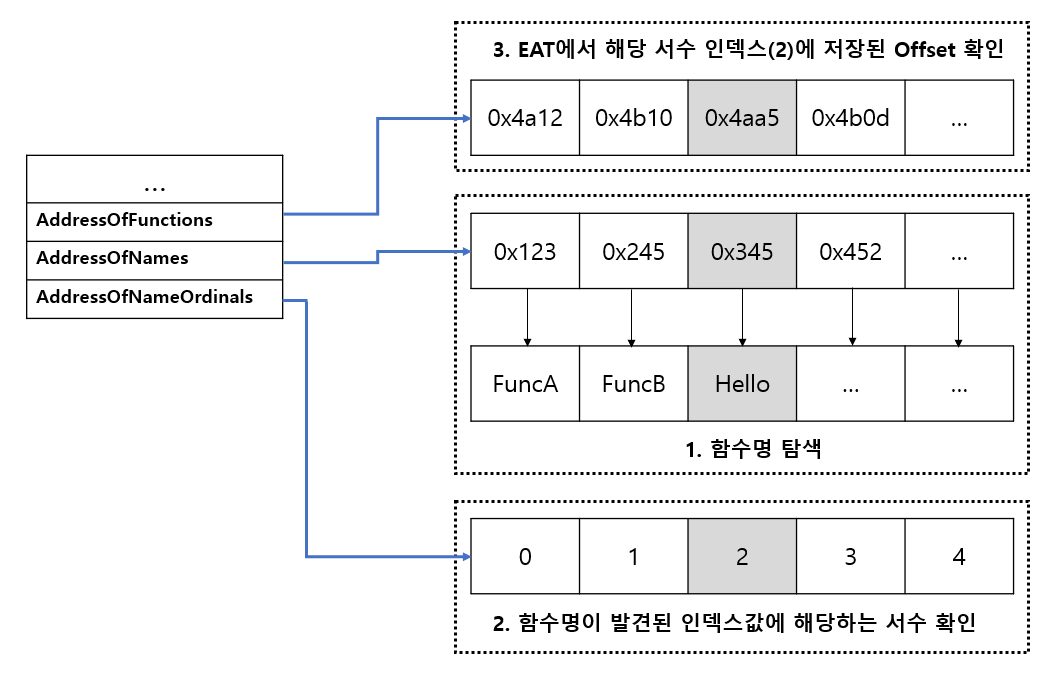 ...
AddressOfFunctions
AddressOfNames
AddressOfNameOrdinals
3. EAT에서 해당 서수 인덱스(2)에 저장된 Offset 확인
0x4a12 0x4b10 0x4aa5 0x4b0d ...
0x123 0x245 0x345 0x452 ...
FuncA FuncB Hello ... ...
1. 함수명 탐색
0 1 2 3 4
2. 함수명이 발견된 인덱스값에 해당하는 서수 확인